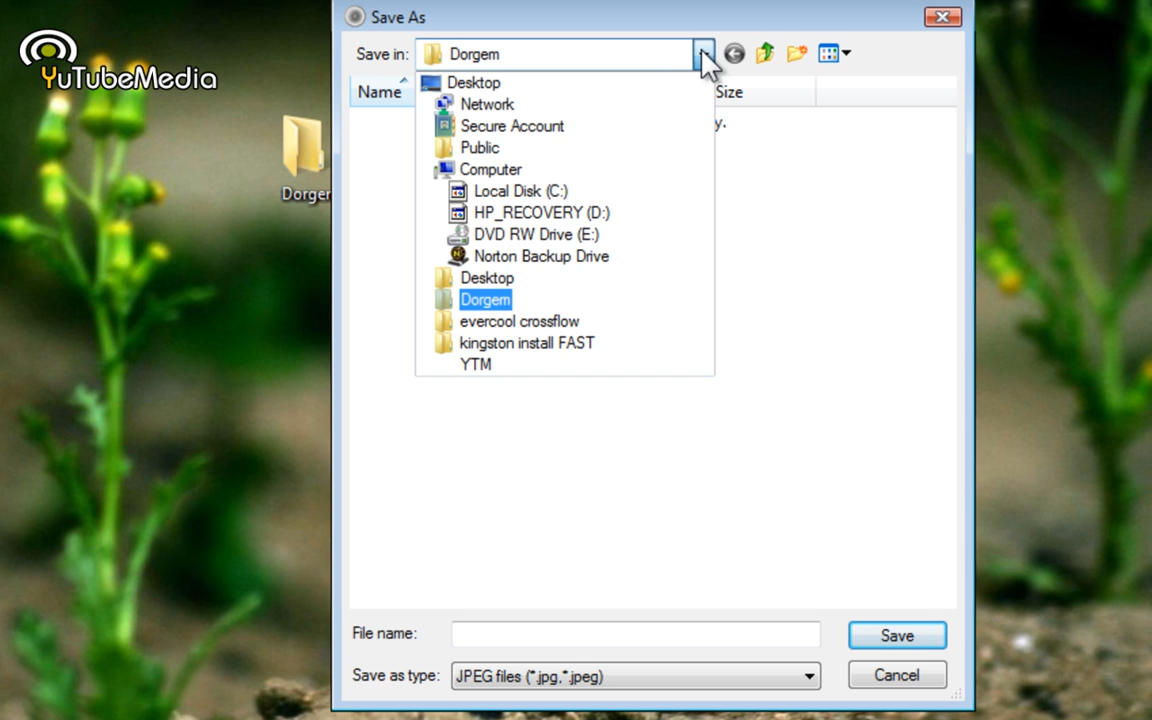 YuTubeMedia
Save As
Save in:
Dorgem
Name
Size
y.
Desktop
Network
Secure Account
Public
Computer
Local Disk (C:)
HP_RECOVERY (D:)
DVD RW Drive (E:)
Norton Backup Drive
Desktop
Dorgem
evercool crossflow
kingston install FAST
YTM
Dorger
File name:
Save
Save as type:
JPEG files (*.jpg,*.jpeg)
Cancel